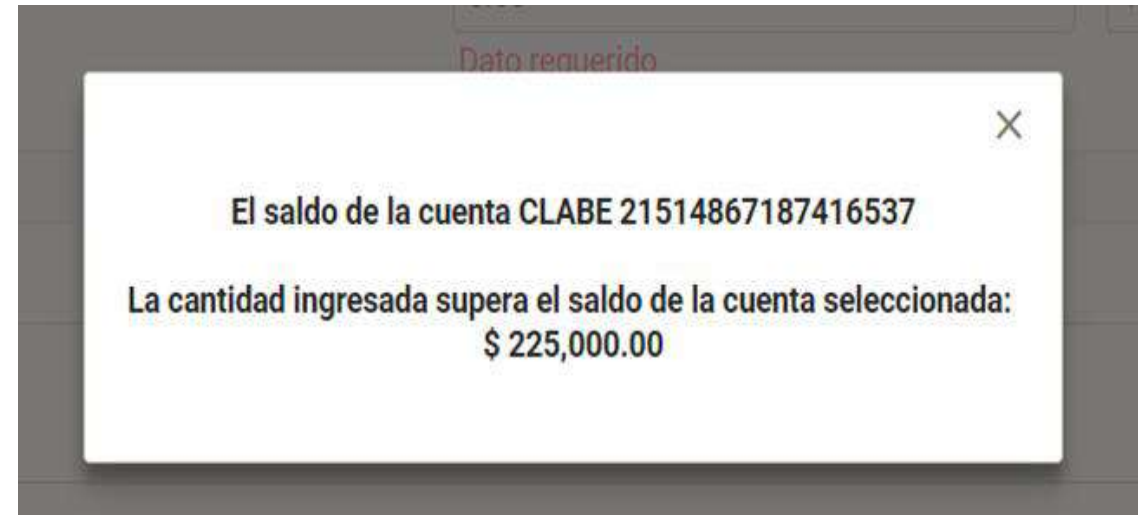 Dato requerido
El saldo de la cuenta CLABE 21514867187416537
La cantidad ingresada supera el saldo de la cuenta seleccionada:
$ 225,000.00